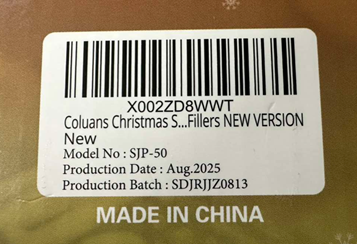 X002ZD8WWT
Coluans Christmas S...Fillers NEW VERSION
New
Model No : SJP-50
Production Date : Aug.2025
Production Batch : SDJRJJZ0813
MADE IN CHINA